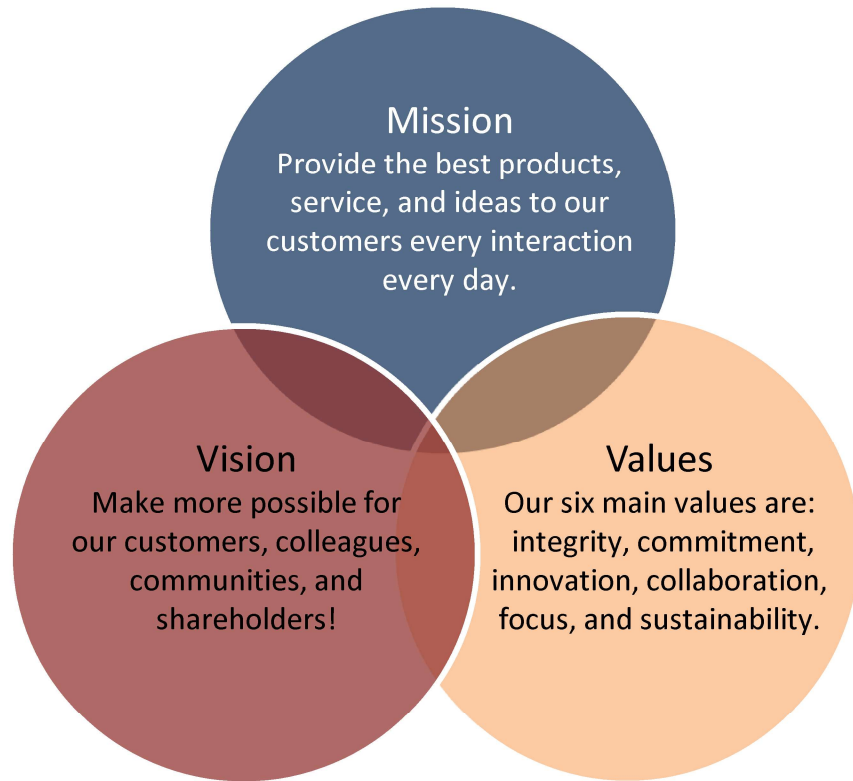 Mission
Provide the best products,
service, and ideas to our
customers every interaction
every day.
Vision
Make more possible for
our customers, colleagues,
communities, and
shareholders!
Values
Our six main values are:
integrity, commitment,
innovation, collaboration,
focus, and sustainability.